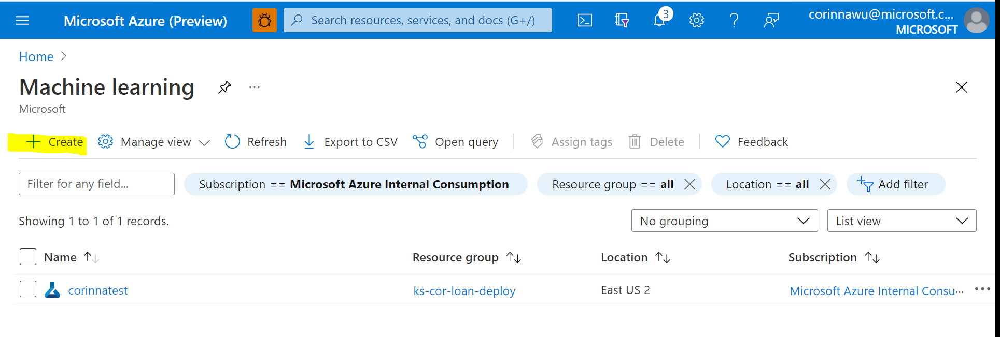 Microsoft Azure (Preview)
Search resources, services, and docs (G+/)
3
corinnawu@microsoft.c...
MICROSOFT
Home
Machine learning
...
Microsoft
Create
Manage view
Refresh
Export to CSV
Open query
Assign tags
Delete
Feedback
Filter for any field...
Subscription == Microsoft Azure Internal Consumption
Resource group == all
Location == all
Add filter
Showing 1 to 1 of 1 records.
No grouping
List view
Name
Resource group
Location
Subscription
corinnatest
ks-cor-loan-deploy
East US 2
Microsoft Azure Internal Consu...